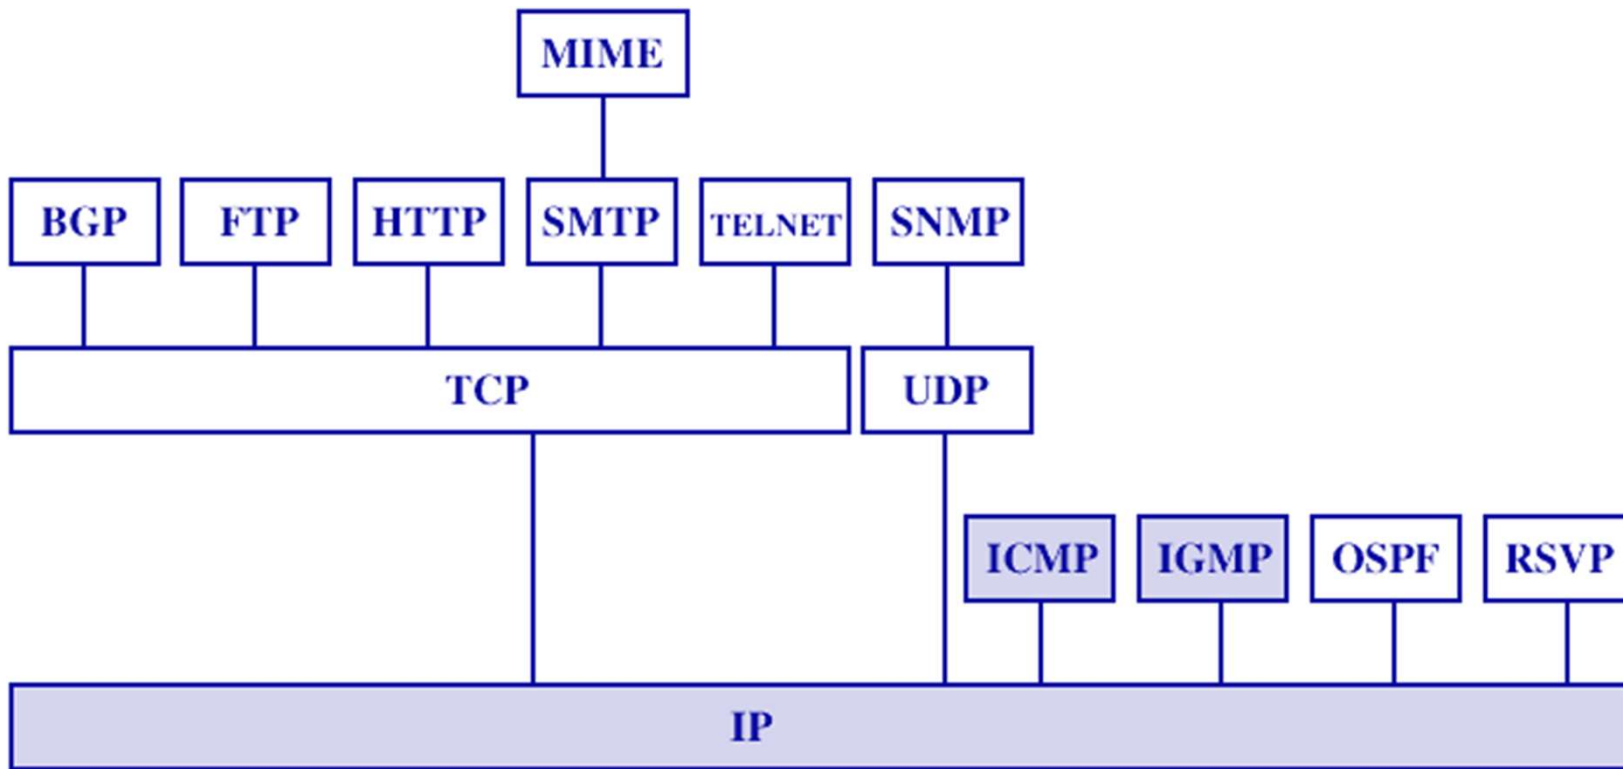 MIME
BGP FTP HTTP SMTP TELNET SNMP
TCP UDP
ICMP IGMP OSPF RSVP
IP